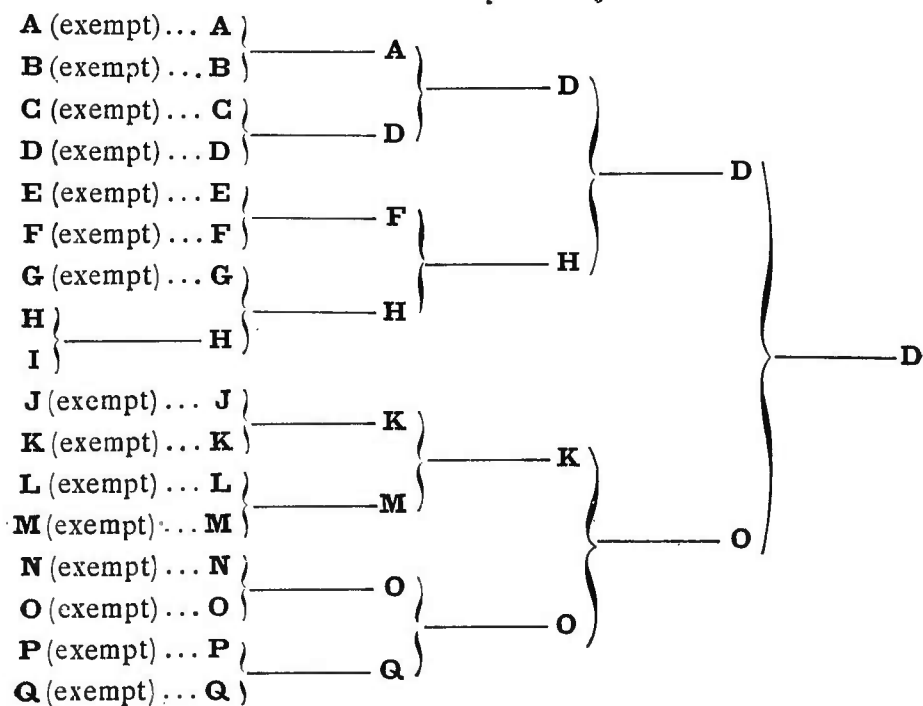 A (exempt) ... A
B (exempt) ... B
C (exempt) ... C
D (exempt) ... D
E (exempt) ... E
F (exempt) ... F
G (exempt) ... G
H
I
H
J (exempt) ... J
K (exempt) ... K
L (exempt) ... L
M (exempt) ... M
N (exempt) ... N
O (exempt) ... O
P (exempt) ... P
Q (exempt) ... Q
A
D
F
H
K
M
O
Q
D
H
K
O
D
O
D